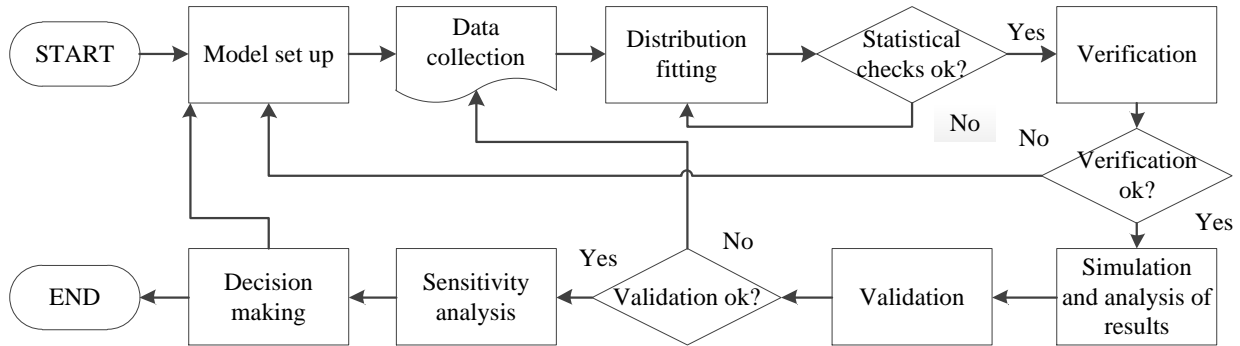 START
Model set up
Data
collection
Distribution
fitting
Statistical
checks ok?
Yes
Verification
No
No
Verification
ok?
Yes
END
Decision
making
Sensitivity
analysis
Yes
No
Validation ok?
Validation
Simulation
and analysis of
results